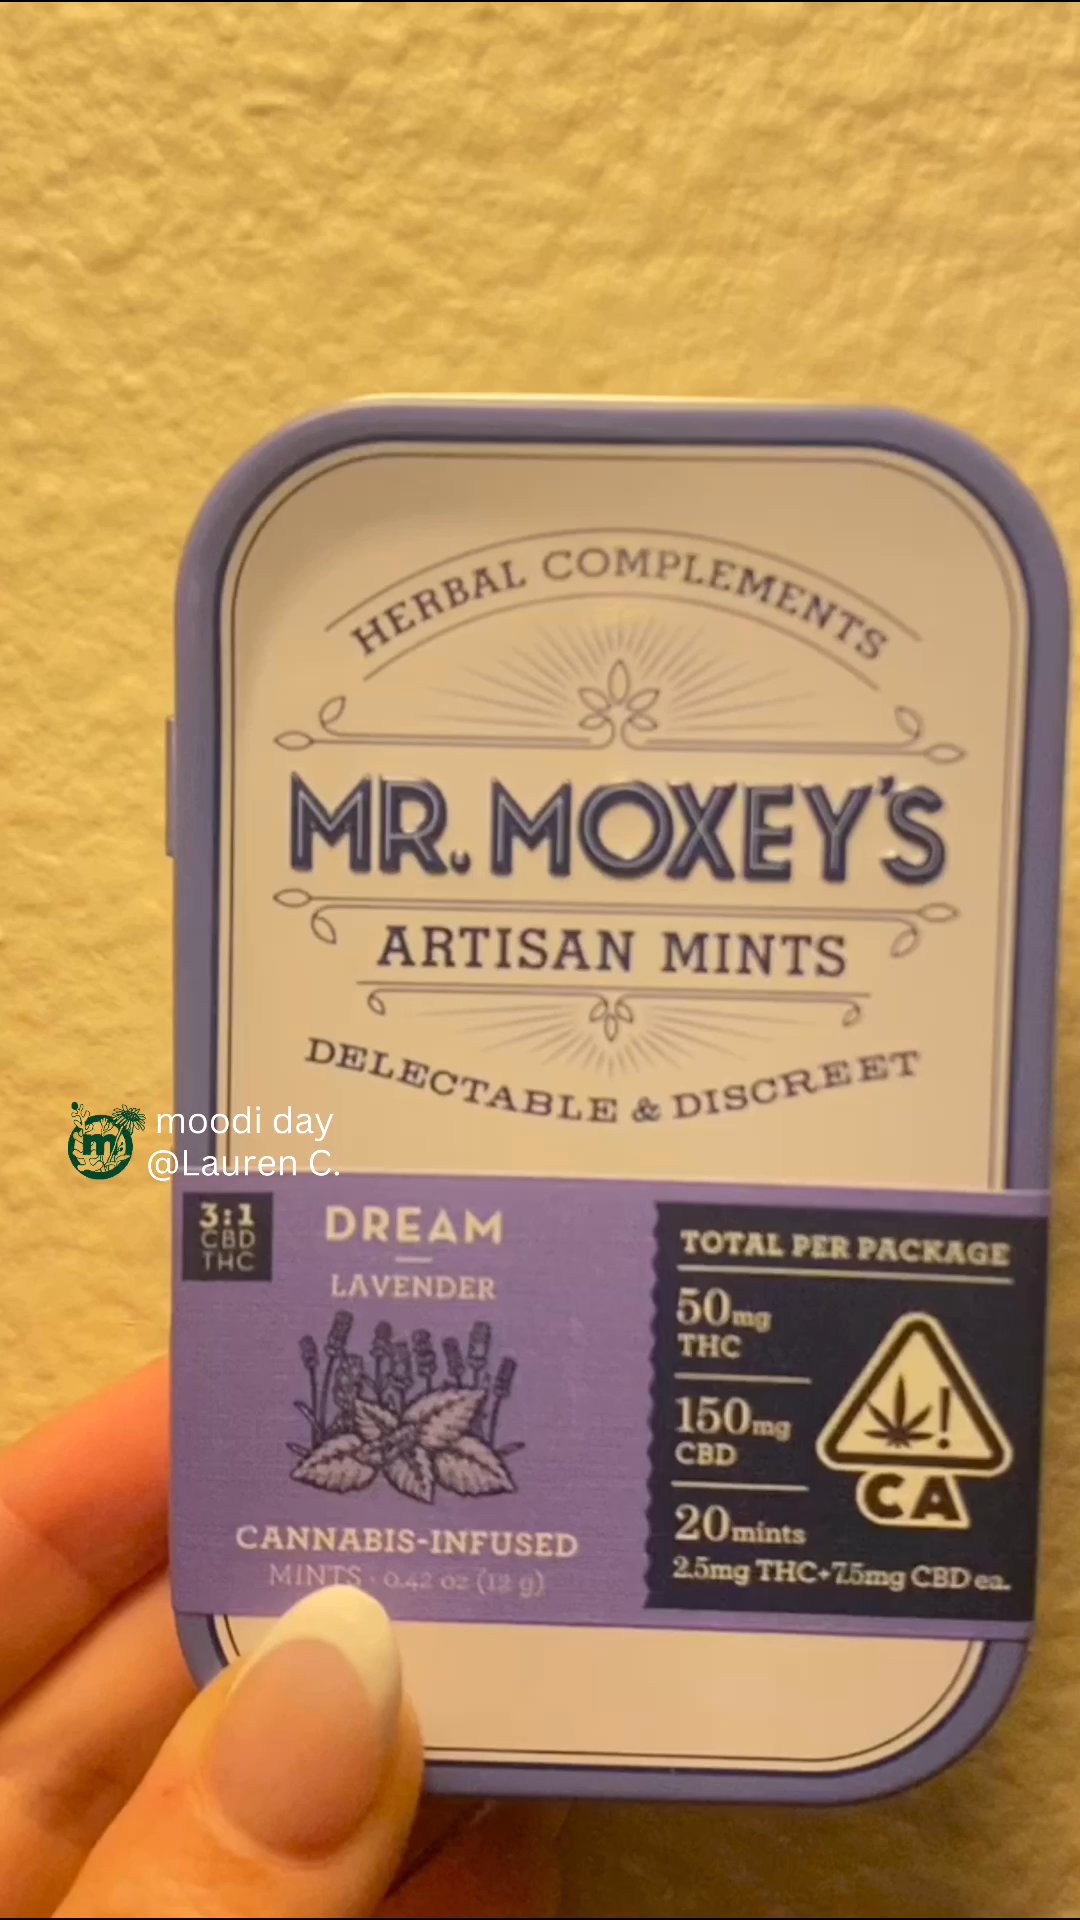 HERBAL COMPLEMENTS
MR. MOXEY'S
ARTISAN MINTS
DELECTABLE & DISCREET
m moodi day
@Lauren C.
3:1
CBD
THC
DREAM
LAVENDER
CANNABIS-INFUSED
MINTS · 0.42 oz (12 g)
TOTAL PER PACKAGE
50mg
THC
150mg
CBD
20mints
2.5mg THC+7.5mg CBD ea.
!
CA